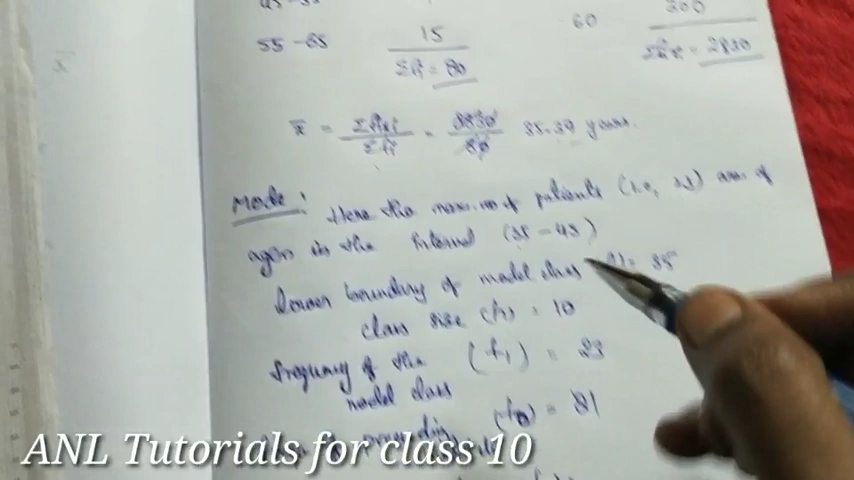 200
15
60
55 - 65
Σfi = 80
Σfixi = 2830
x̄ = Σfixi / Σfi = 2830 / 80 35.37 years.
Mode : Here the max. no of patients (i.e, 23) are of
ages in the interval (35 - 45)
lower boundary of modal class (l) = 35
class size (h) = 10
frequency of the (f1) = 23
modal class
preceding (f0) = 21
ANL Tutorials for class 10